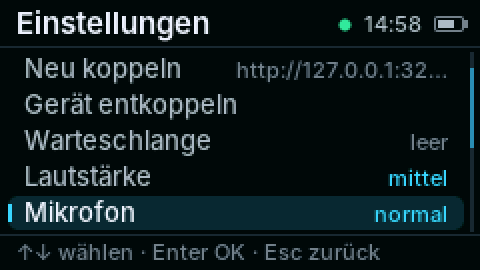 Einstellungen 14:58
Neu koppeln http://127.0.0.1:32...
Gerät entkoppeln
Warteschlange leer
Lautstärke mittel
Mikrofon normal
↑↓ wählen · Enter OK · Esc zurück